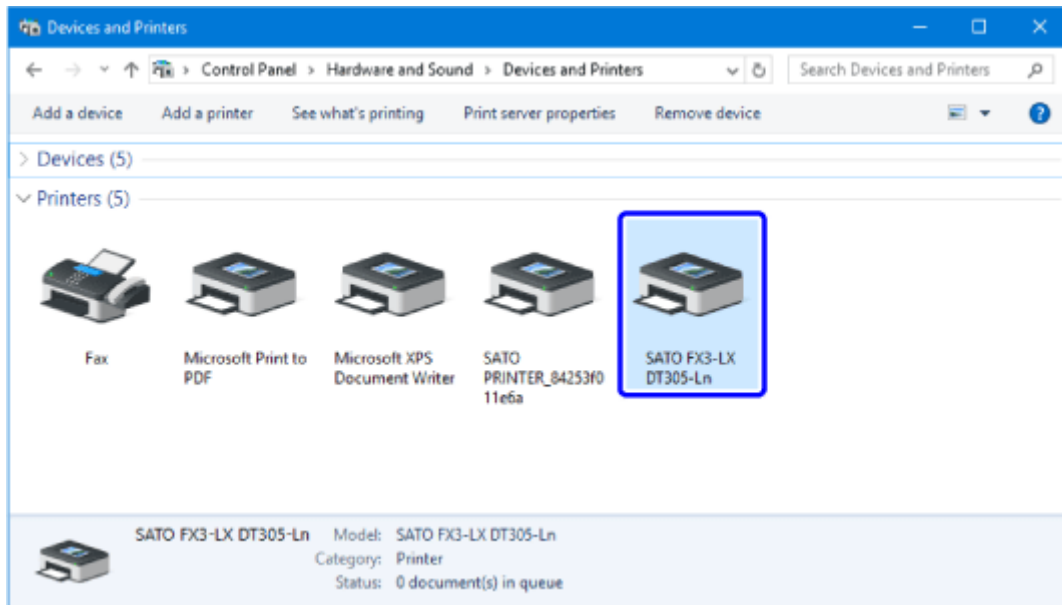 Devices and Printers
Control Panel > Hardware and Sound > Devices and Printers
Search Devices and Printers
Add a device Add a printer See what's printing Print server properties Remove device ?
Devices (5)
Printers (5)
Fax
Microsoft Print to
PDF
Microsoft XPS
Document Writer
SATO
PRINTER_84253f0
11e6a
SATO FX3-LX
DT305-Ln
SATO FX3-LX DT305-Ln Model: SATO FX3-LX DT305-Ln
Category: Printer
Status: 0 document(s) in queue